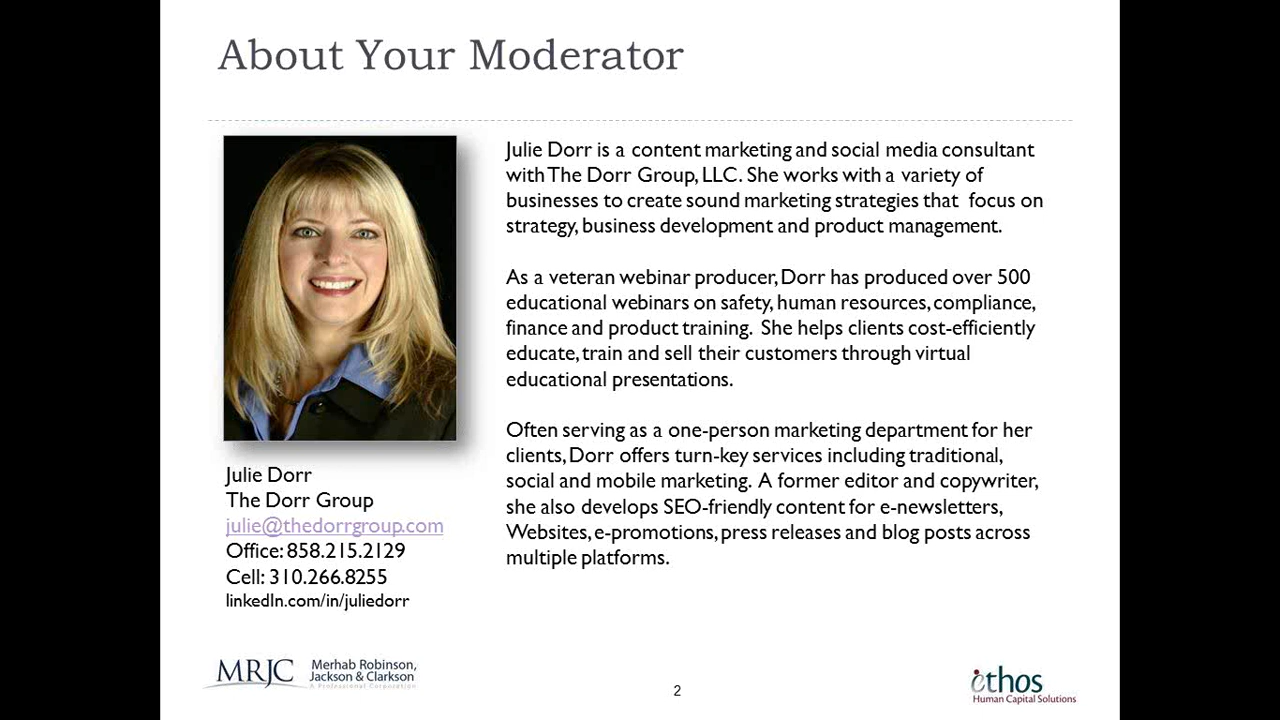 About Your Moderator
Julie Dorr is a content marketing and social media consultant
with The Dorr Group, LLC. She works with a variety of
businesses to create sound marketing strategies that focus on
strategy, business development and product management.
As a veteran webinar producer, Dorr has produced over 500
educational webinars on safety, human resources, compliance,
finance and product training. She helps clients cost-efficiently
educate, train and sell their customers through virtual
educational presentations.
Often serving as a one-person marketing department for her
clients, Dorr offers turn-key services including traditional,
social and mobile marketing. A former editor and copywriter,
she also develops SEO-friendly content for e-newsletters,
Websites, e-promotions, press releases and blog posts across
multiple platforms.
Julie Dorr
The Dorr Group
julie@thedorrgroup.com
Office: 858.215.2129
Cell: 310.266.8255
linkedIn.com/in/juliedorr
MRJC
Merhab Robinson,
Jackson & Clarkson
A Professional Corporation
2
ethos
Human Capital Solutions